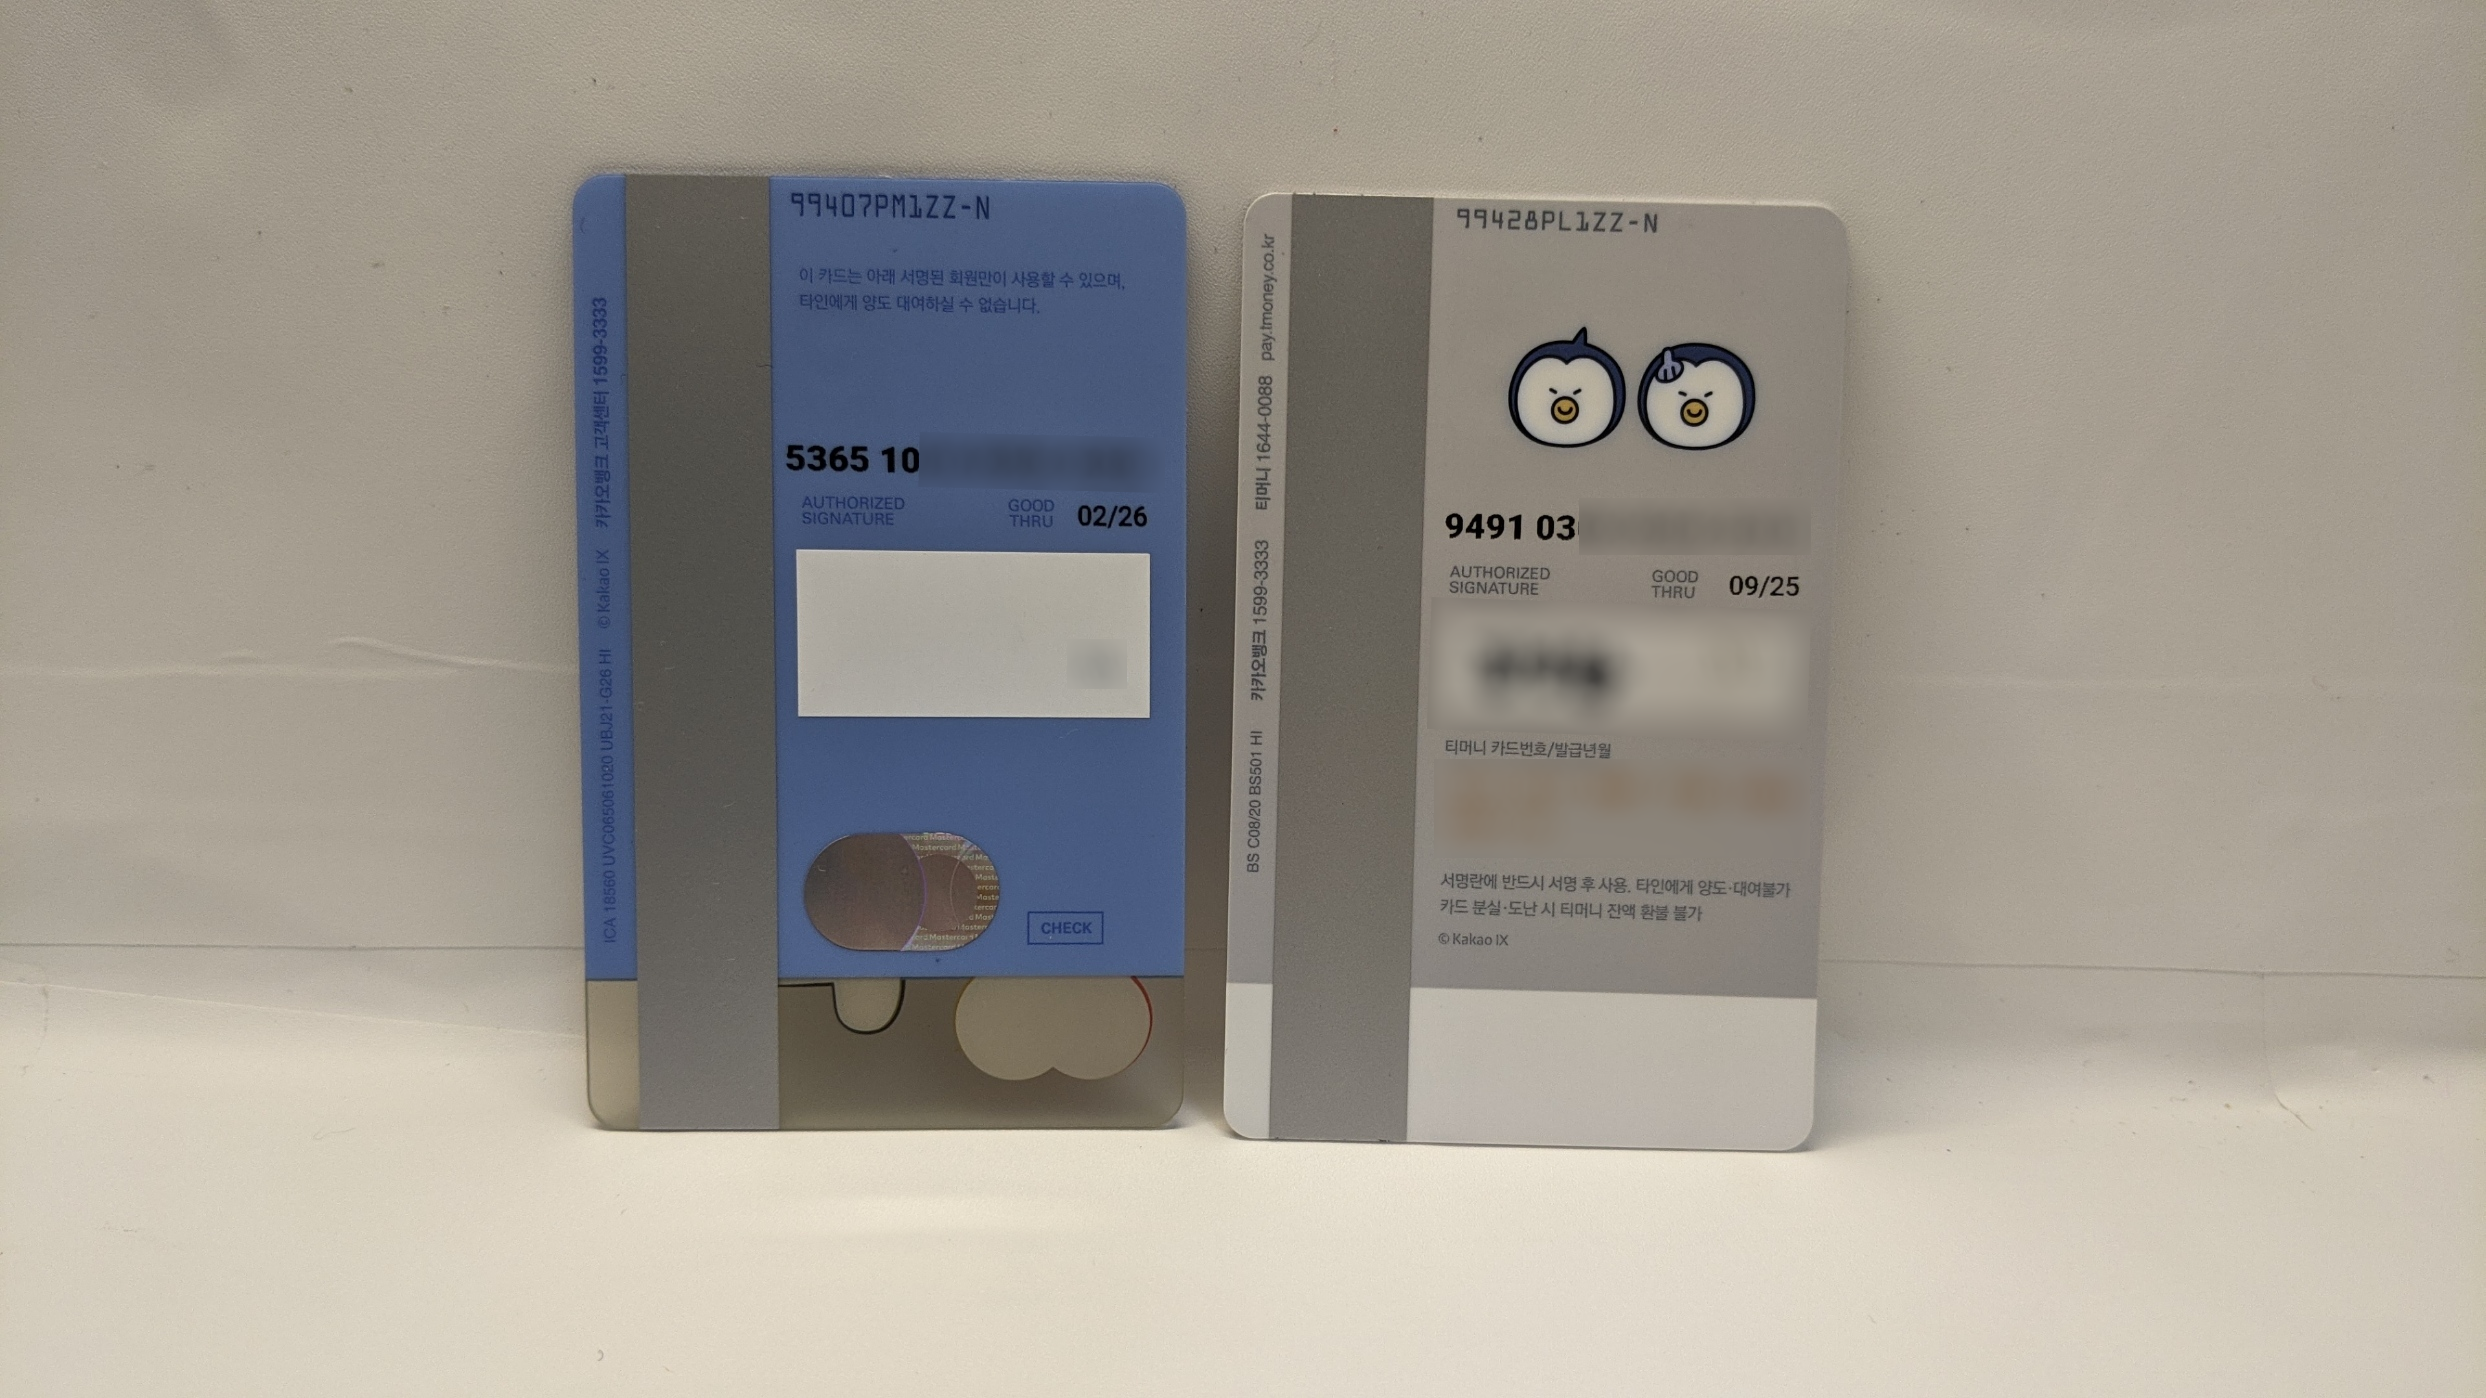 99407PM1ZZ-N
이 카드는 아래 서명된 회원만이 사용할 수 있으며,
타인에게 양도 대여하실 수 없습니다.
5365 10
AUTHORIZED
SIGNATURE
GOOD
THRU
02/26
CHECK
ICA 18560 UVC065061020 UBJ21-G26 HI © Kakao IX 카카오뱅크 고객센터 1599-3333
99428PL1ZZ-N
9491 03
AUTHORIZED
SIGNATURE
GOOD
THRU
09/25
티머니 카드번호/발급년월
서명란에 반드시 서명 후 사용. 타인에게 양도·대여불가
카드 분실·도난 시 티머니 잔액 환불 불가
© Kakao IX
BS C08/20 BS501 HI 카카오뱅크 1599-3333 티머니 1644-0088 pay.tmoney.co.kr